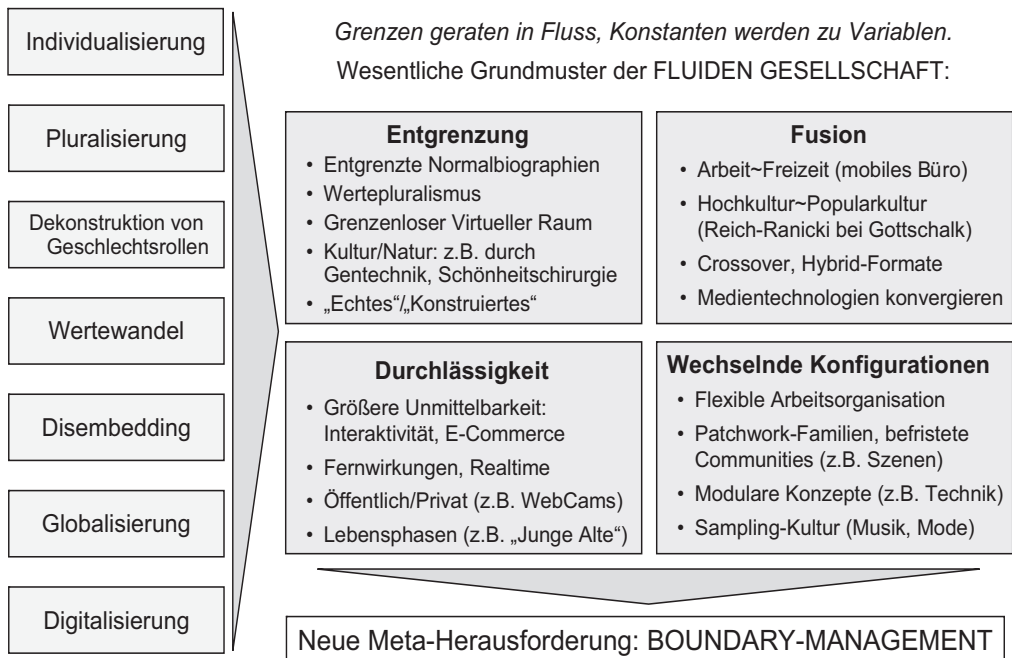 Individualisierung
Pluralisierung
Dekonstruktion von
Geschlechtsrollen
Wertewandel
Disembedding
Globalisierung
Digitalisierung
Grenzen geraten in Fluss, Konstanten werden zu Variablen.
Wesentliche Grundmuster der FLUIDEN GESELLSCHAFT:
Entgrenzung
• Entgrenzte Normalbiographien
• Wertepluralismus
• Grenzenloser Virtueller Raum
• Kultur/Natur: z.B. durch
Gentechnik, Schönheitschirurgie
• „Echtes“/„Konstruiertes“
Fusion
• Arbeit~Freizeit (mobiles Büro)
• Hochkultur~Popularkultur
(Reich-Ranicki bei Gottschalk)
• Crossover, Hybrid-Formate
• Medientechnologien konvergieren
Durchlässigkeit
• Größere Unmittelbarkeit:
Interaktivität, E-Commerce
• Fernwirkungen, Realtime
• Öffentlich/Privat (z.B. WebCams)
• Lebensphasen (z.B. „Junge Alte“)
Wechselnde Konfigurationen
• Flexible Arbeitsorganisation
• Patchwork-Familien, befristete
Communities (z.B. Szenen)
• Modulare Konzepte (z.B. Technik)
• Sampling-Kultur (Musik, Mode)
Neue Meta-Herausforderung: BOUNDARY-MANAGEMENT